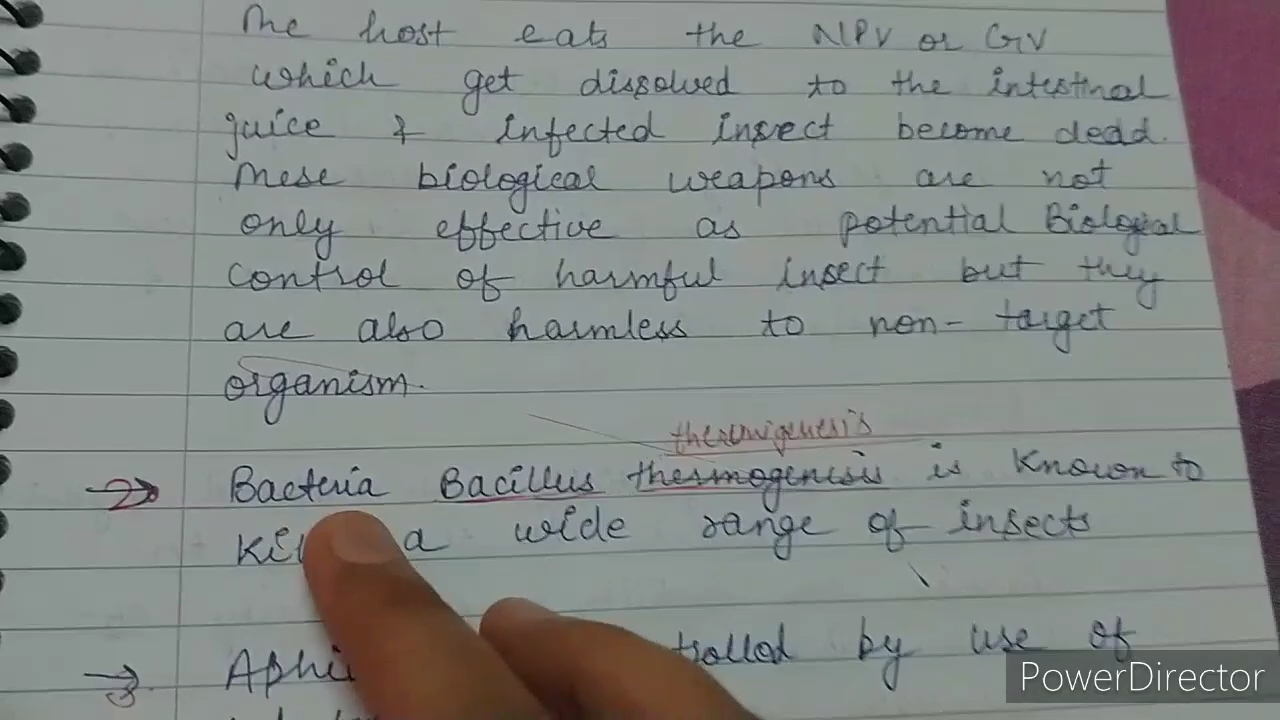 The host eats the NPV or GV
which get dissolved to the intestinal
juice & infected insect become dead.
These biological weapons are not
only effective as potential Biological
control of harmful insect but they
are also harmless to non- target
organism.
Bacteria Bacillus thermogenisis is known to
a wide range of insects
by use of
PowerDirector